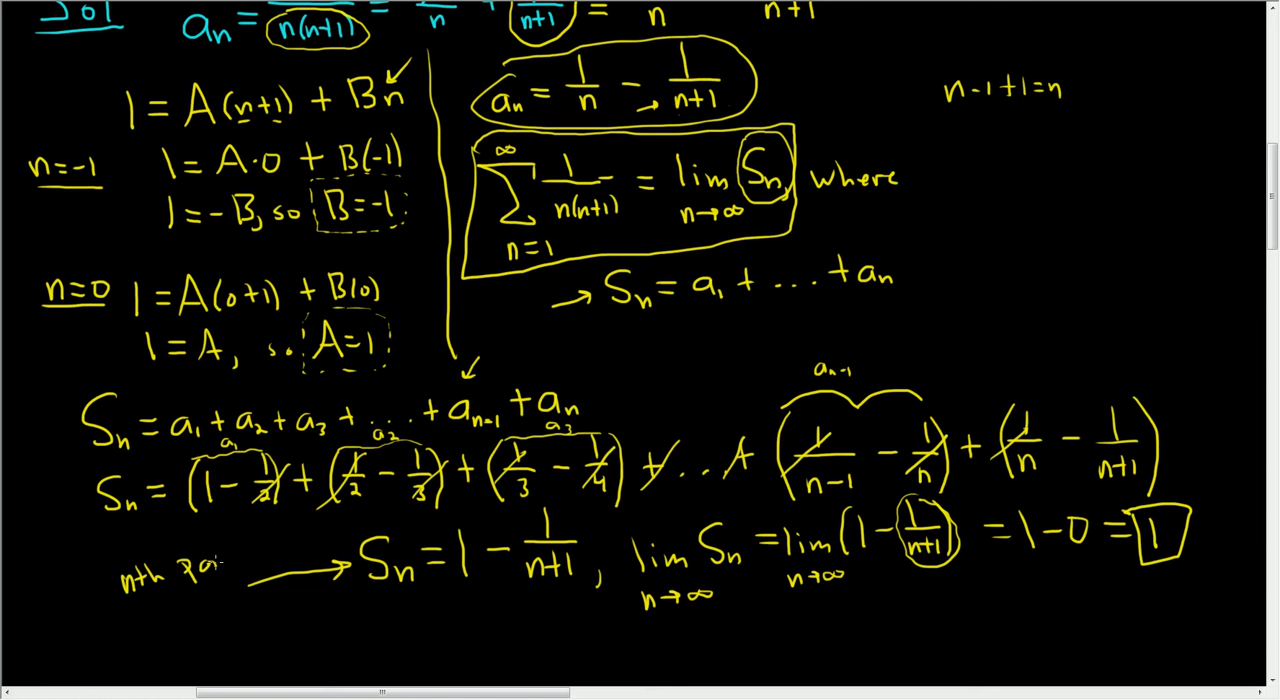 Sol
aₙ = 1/(n(n+1)) = /n + /(n+1) = n n+1
1 = A(n+1) + Bn
n=-1 1 = A·0 + B(-1)
1 = -B, so B=-1
n=0 1 = A(0+1) + B(0)
1 = A, so A=1
aₙ = 1/n - 1/(n+1)
n-1+1=n
∑_{n=1}^{∞} 1/(n(n+1)) = lim_{n→∞} Sₙ, where
→ Sₙ = a₁ + ... + aₙ
Sₙ = a₁ + a₂ + a₃ + ... + aₙ₋₁ + aₙ
a₁ a₂ a₃ aₙ₋₁
Sₙ = (1 - 1/2) + (1/2 - 1/3) + (1/3 - 1/4) + ... + (1/(n-1) - 1/n) + (1/n - 1/(n+1))
nth → Sₙ = 1 - 1/(n+1), lim_{n→∞} Sₙ = lim_{n→∞} (1 - 1/(n+1)) = 1 - 0 = 1